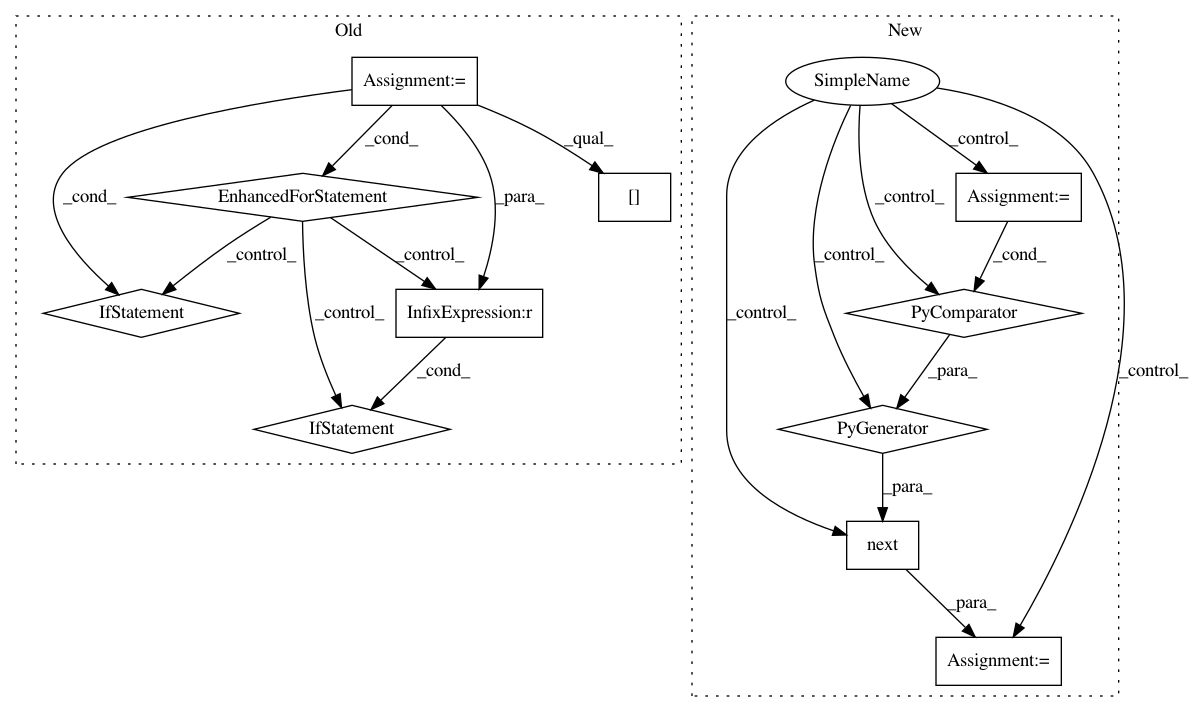 Old
New
Assignment:=
SimpleName
_cond_
_qual_
_control_
_cond_
_para_
EnhancedForStatement
[]
_control_
Assignment:=
_control_
_control_
_control_
_cond_
_control_
_control_
IfStatement
InfixExpression:r
PyComparator
_control_
_cond_
_para_
_control_
IfStatement
PyGenerator
_para_
next
_para_
Assignment:=